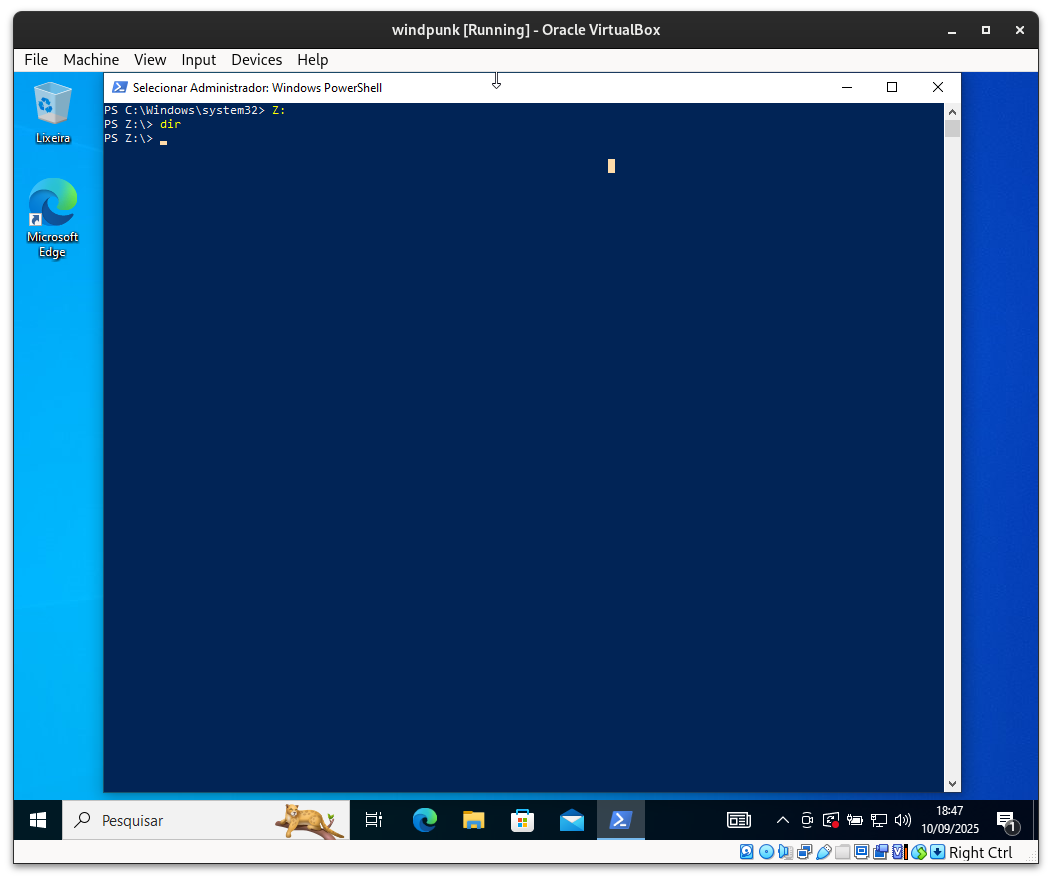 windpunk [Running] - Oracle VirtualBox
File Machine View Input Devices Help
Selecionar Administrador: Windows PowerShell
PS C:\Windows\system32> Z:
PS Z:\> dir
PS Z:\>
Lixeira
Microsoft
Edge
Pesquisar
18:47
10/09/2025
1
Right Ctrl